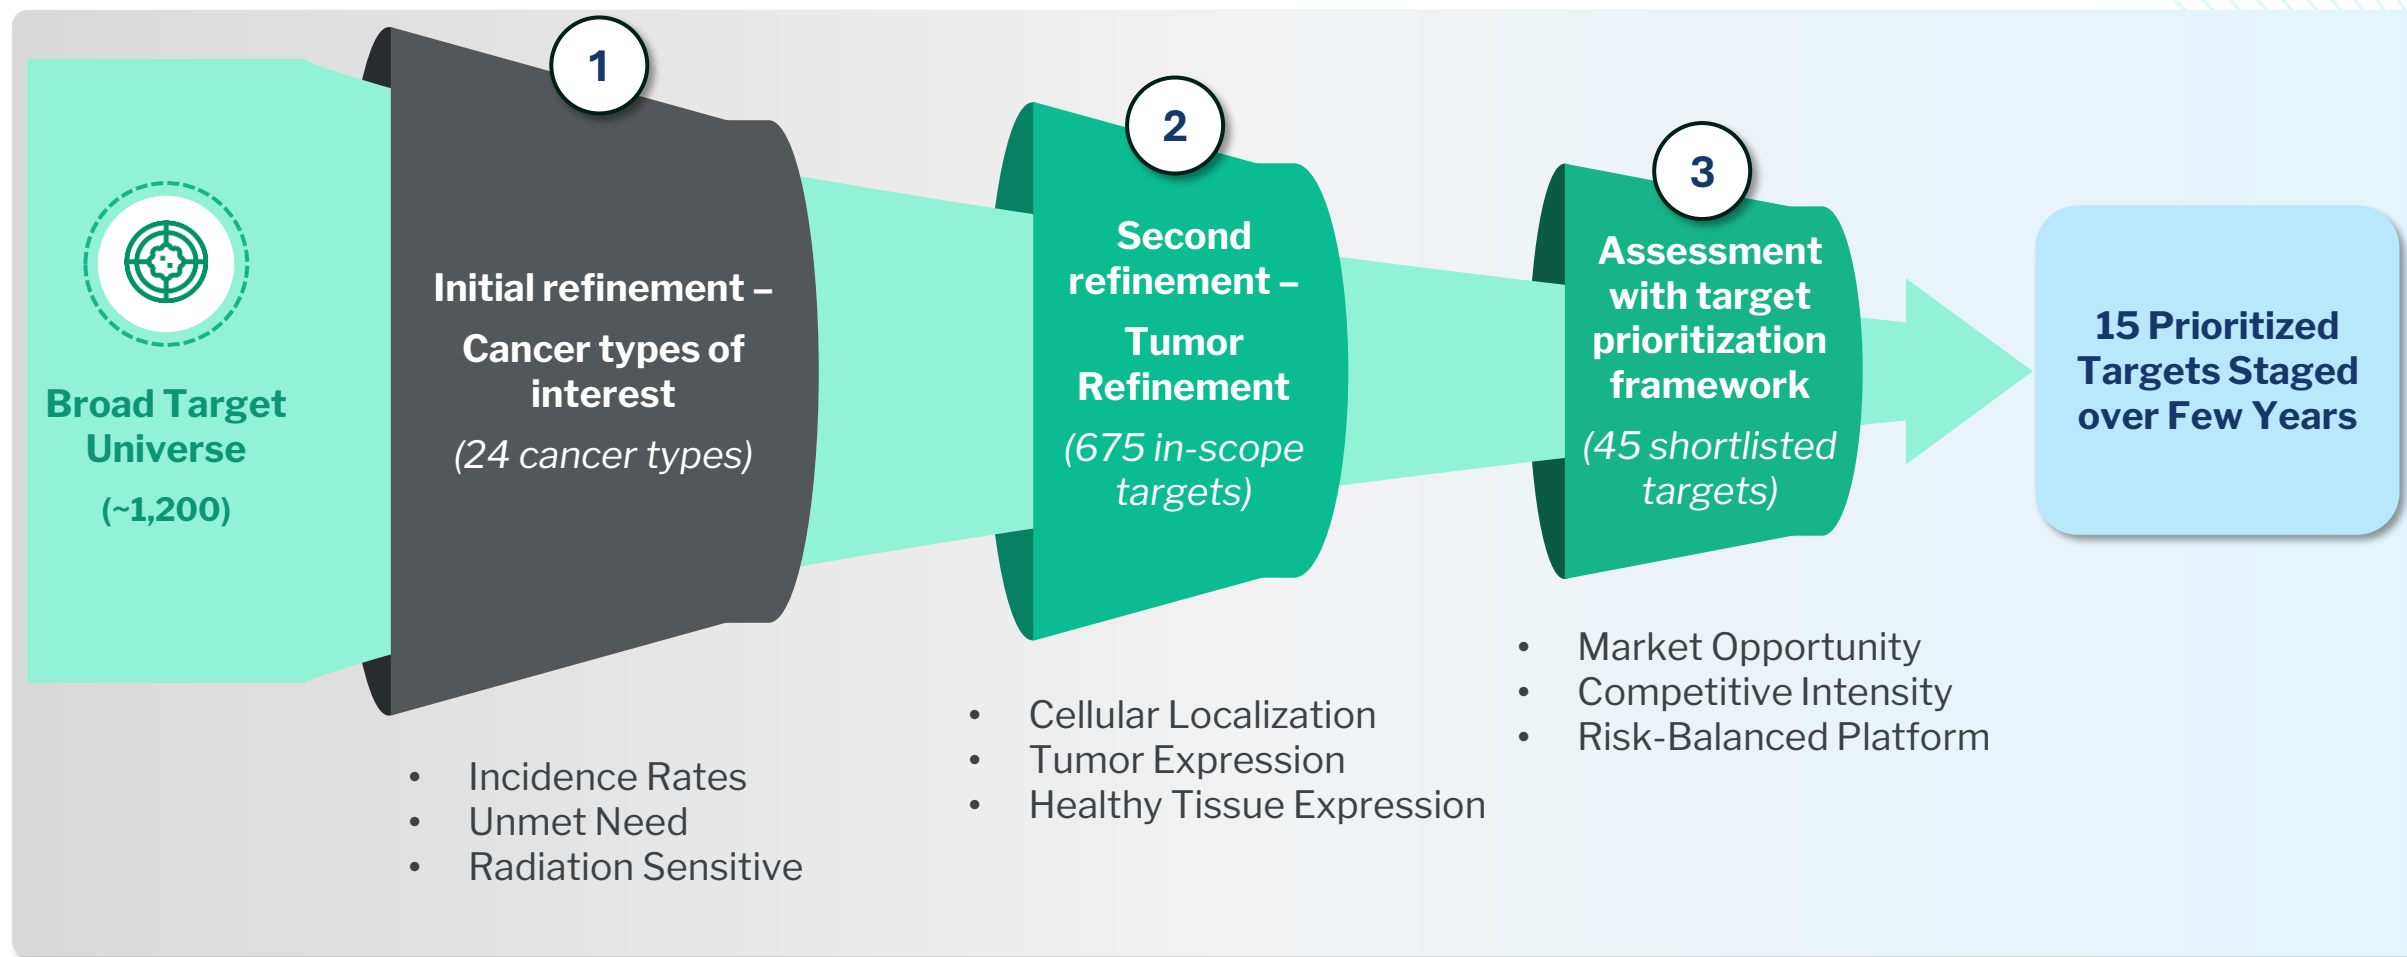 Broad Target
Universe
(~1,200)
1
Initial refinement –
Cancer types of
interest
(24 cancer types)
• Incidence Rates
• Unmet Need
• Radiation Sensitive
2
Second
refinement –
Tumor
Refinement
(675 in-scope
targets)
• Cellular Localization
• Tumor Expression
• Healthy Tissue Expression
3
Assessment
with target
prioritization
framework
(45 shortlisted
targets)
• Market Opportunity
• Competitive Intensity
• Risk-Balanced Platform
15 Prioritized
Targets Staged
over Few Years